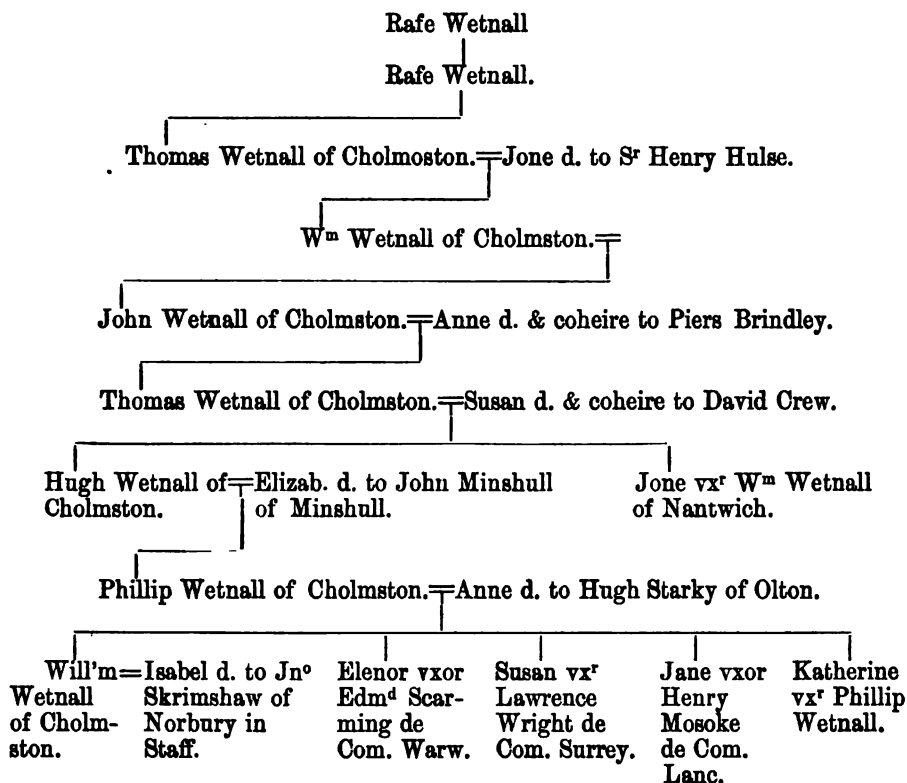 Rafe Wetnall
Rafe Wetnall.
Thomas Wetnall of Cholmoston.=Jone d. to Sʳ Henry Hulse.
Wᵐ Wetnall of Cholmston.=
John Wetnall of Cholmston.=Anne d. & coheire to Piers Brindley.
Thomas Wetnall of Cholmston.=Susan d. & coheire to David Crew.
Hugh Wetnall of=Elizab. d. to John Minshull
Cholmston.
of Minshull.
Jone vxʳ Wᵐ Wetnall
of Nantwich.
Phillip Wetnall of Cholmston.=Anne d. to Hugh Starky of Olton.
Will'm=Isabel d. to Jnº
Wetnall
of Cholm-
ston.
Skrimshaw of
Norbury in
Staff.
Elenor vxor
Edmᵈ Scar-
ming de
Com. Warw.
Susan vxʳ
Lawrence
Wright de
Com. Surrey.
Jane vxor
Henry
Mosoke
de Com.
Lanc.
Katherine
vxʳ Phillip
Wetnall.